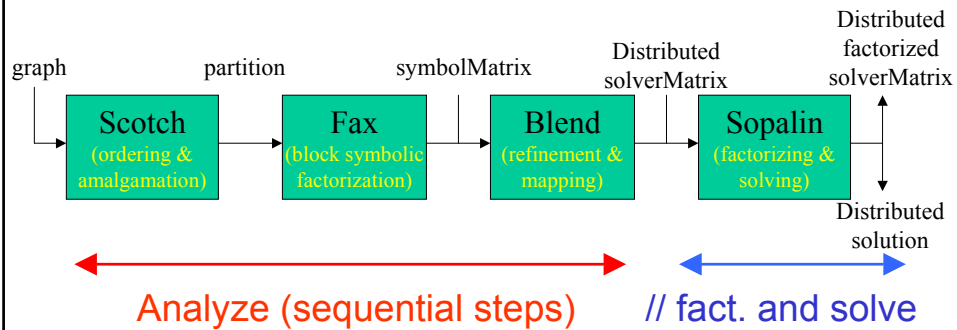 graph
Scotch
(ordering &
amalgamation)
partition
Fax
(block symbolic
factorization)
symbolMatrix
Blend
(refinement &
mapping)
Distributed
solverMatrix
Sopalin
(factorizing &
solving)
Distributed
factorized
solverMatrix
Distributed
solution
Analyze (sequential steps)
// fact. and solve